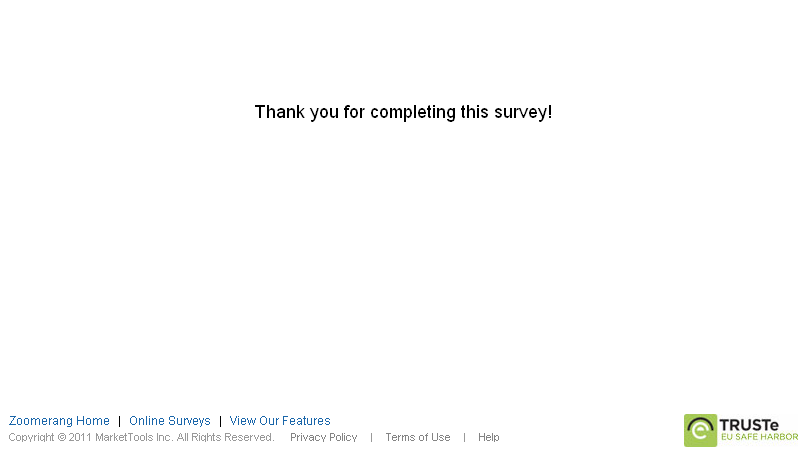 Thank you for completing this survey!
Zoomerang Home | Online Surveys | View Our Features
Copyright © 2011 MarketTools Inc. All Rights Reserved. Privacy Policy | Terms of Use | Help
TRUSTe
EU SAFE HARBOR